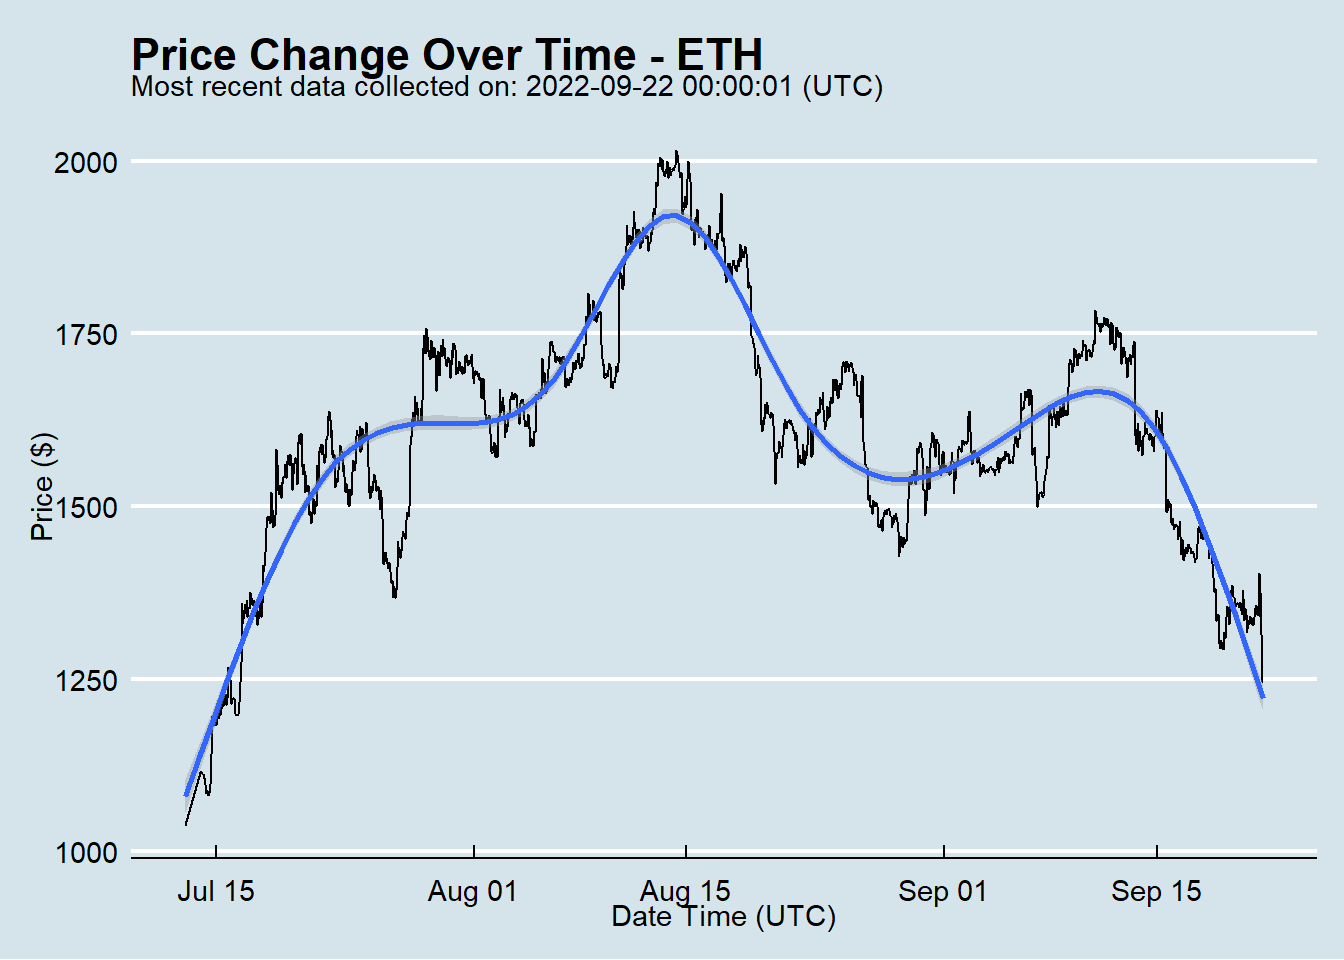 Price Change Over Time - ETH
Most recent data collected on: 2022-09-22 00:00:01 (UTC)
2000
1750
1500
1250
1000
Price ($)
Jul 15
Aug 01
Aug 15
Sep 01
Sep 15
Date Time (UTC)